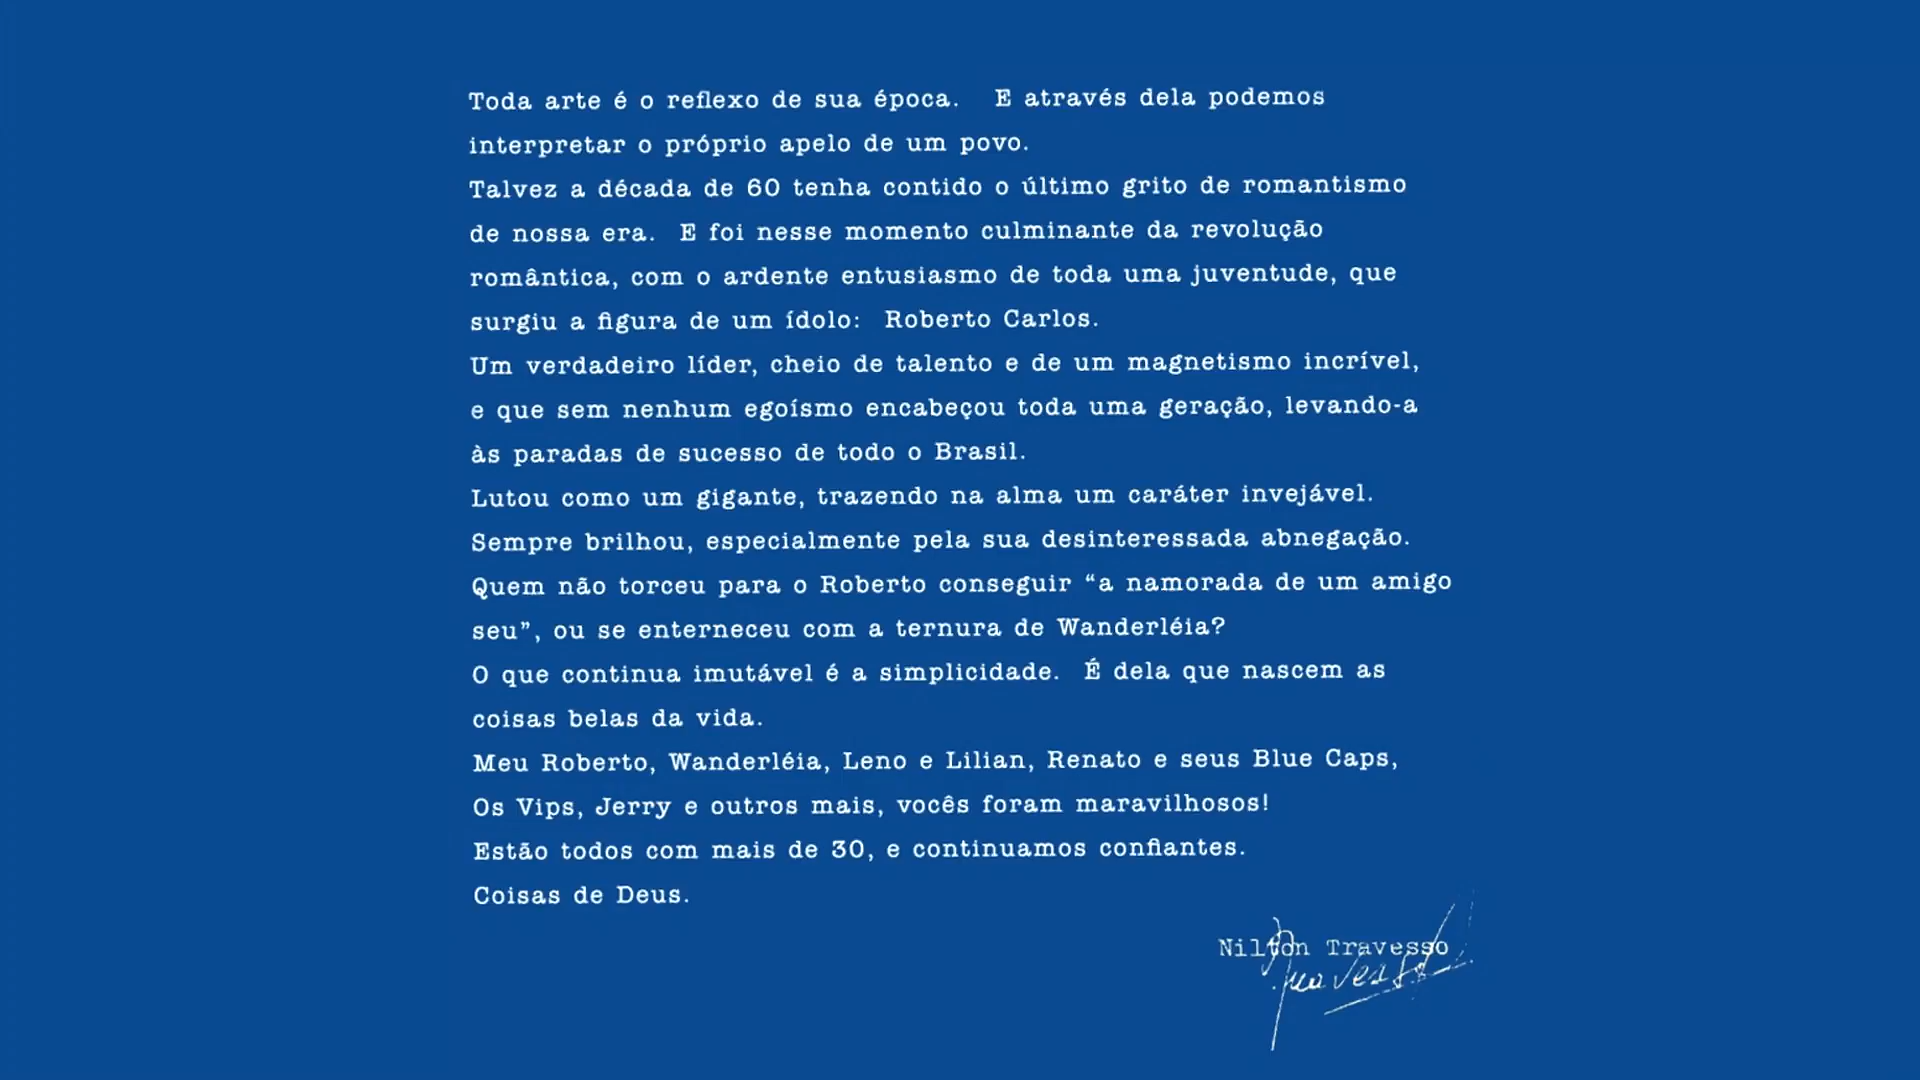 Toda arte é o reflexo de sua época. E através dela podemos
interpretar o próprio apelo de um povo.
Talvez a década de 60 tenha contido o último grito de romantismo
de nossa era. E foi nesse momento culminante da revolução
romântica, com o ardente entusiasmo de toda uma juventude, que
surgiu a figura de um ídolo: Roberto Carlos.
Um verdadeiro líder, cheio de talento e de um magnetismo incrível,
e que sem nenhum egoísmo encabeçou toda uma geração, levando-a
às paradas de sucesso de todo o Brasil.
Lutou como um gigante, trazendo na alma um caráter invejável.
Sempre brilhou, especialmente pela sua desinteressada abnegação.
Quem não torceu para o Roberto conseguir “a namorada de um amigo
seu”, ou se enterneceu com a ternura de Wanderléia?
O que continua imutável é a simplicidade. É dela que nascem as
coisas belas da vida.
Meu Roberto, Wanderléia, Leno e Lilian, Renato e seus Blue Caps,
Os Vips, Jerry e outros mais, vocês foram maravilhosos!
Estão todos com mais de 30, e continuamos confiantes.
Coisas de Deus.
Nilton Travesso